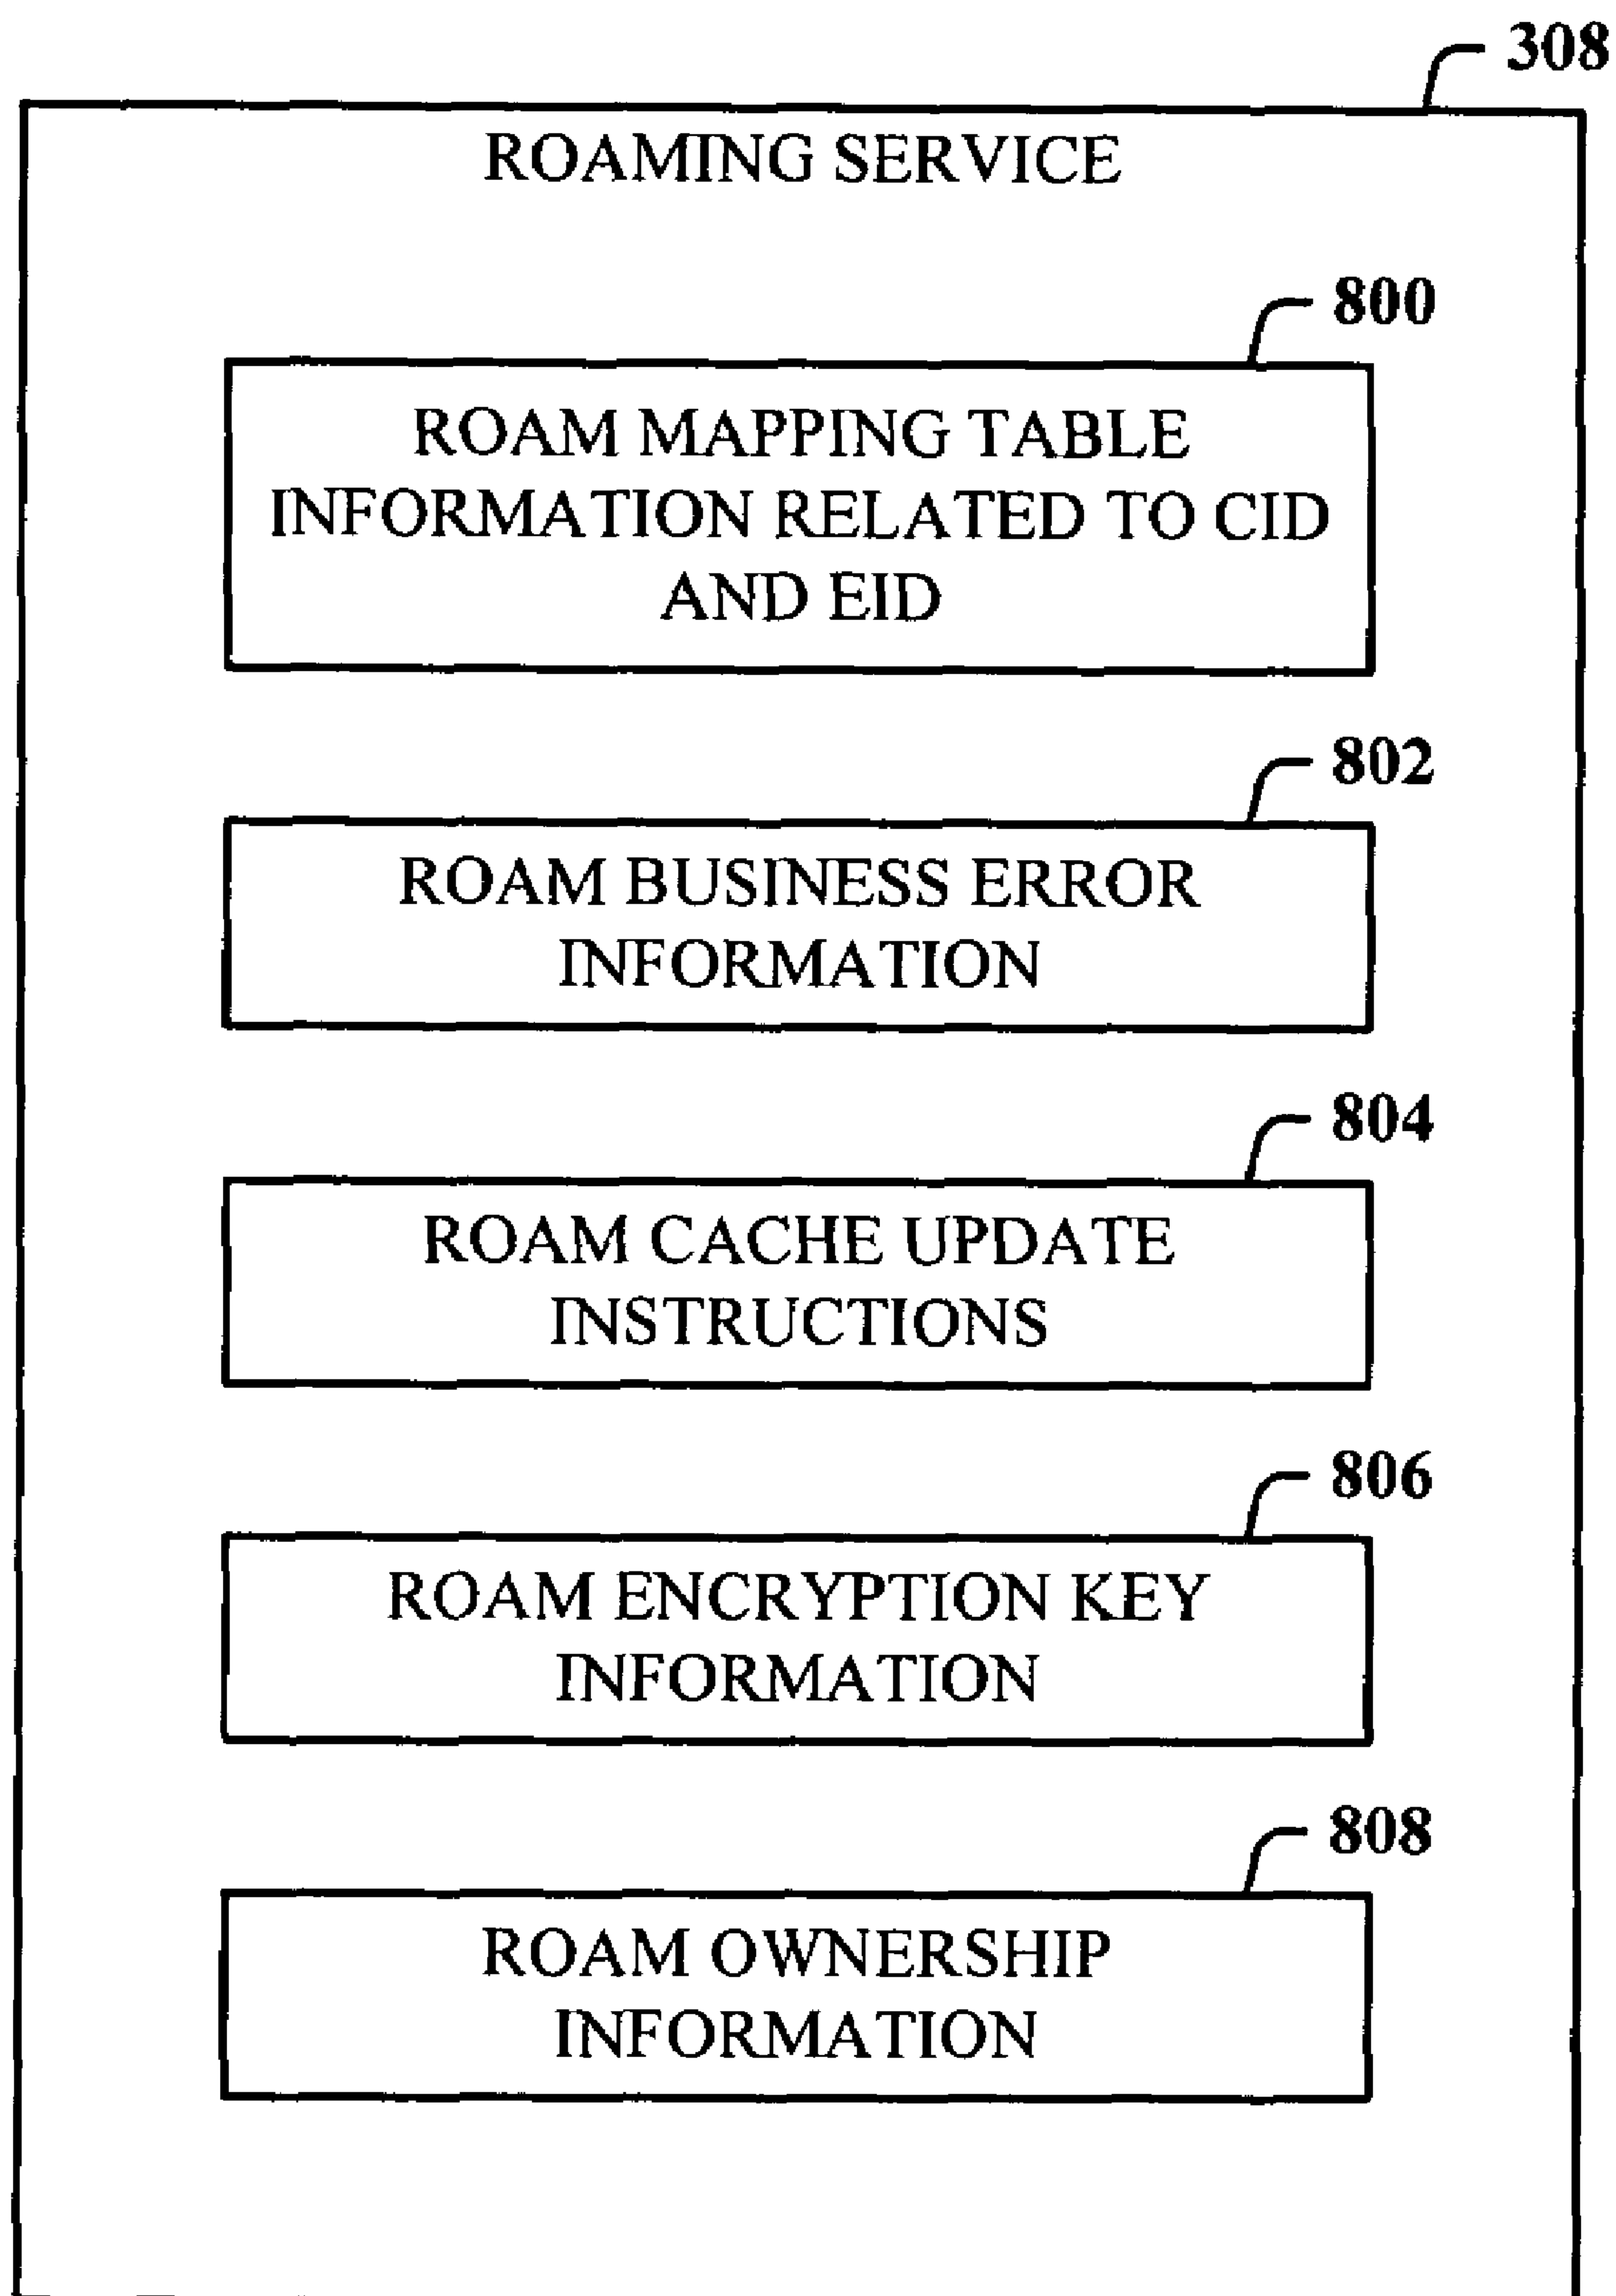 308
ROAMING SERVICE
800
ROAM MAPPING TABLE
INFORMATION RELATED TO CID
AND EID
802
ROAM BUSINESS ERROR
INFORMATION
804
ROAM CACHE UPDATE
INSTRUCTIONS
806
ROAM ENCRYPTION KEY
INFORMATION
808
ROAM OWNERSHIP
INFORMATION